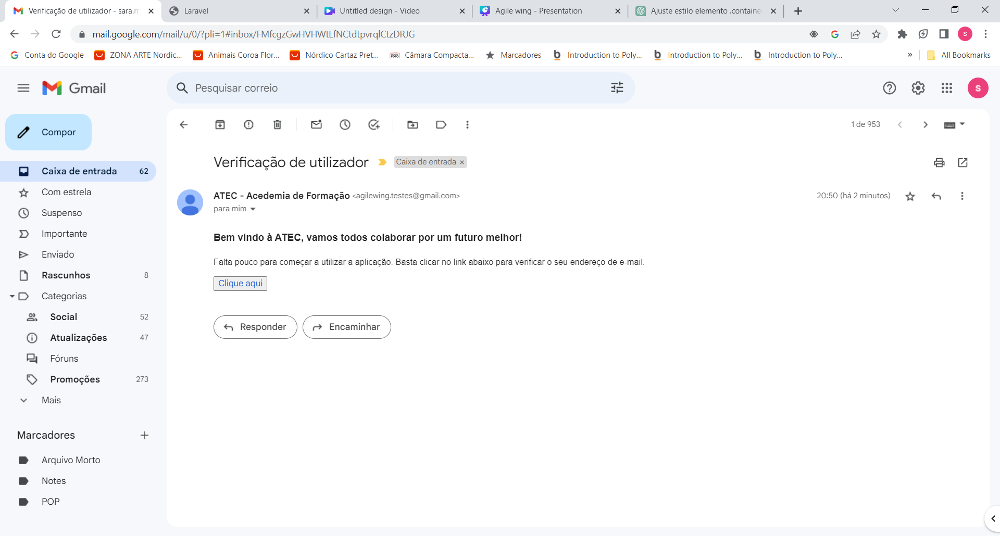 Verificação de utilizador - sara.rr
Laravel
Untitled design - Video
Agile wing - Presentation
Ajuste estilo elemento .containe
mail.google.com/mail/u/0/?pli=1#inbox/FMfcgzGwHVHWtLfNCtdtpvrqlCtzDRJG
S
Conta do Google
ZONA ARTE Nordic...
Animais Coroa Flor...
Nórdico Cartaz Pret...
FOTO
Câmara Compacta...
Marcadores
Introduction to Poly...
Introduction to Poly...
Introduction to Poly...
»
All Bookmarks
Gmail
Pesquisar correio
S
Compor
1 de 953
Caixa de entrada 62
Com estrela
Suspenso
Importante
Enviado
Rascunhos 8
Categorias
Social 52
Atualizações 47
Fóruns
Promoções 273
Mais
Marcadores
Arquivo Morto
Notes
POP
Verificação de utilizador
Caixa de entrada ×
ATEC - Acedemia de Formação <agilewing.testes@gmail.com>
20:50 (há 2 minutos)
para mim
Bem vindo à ATEC, vamos todos colaborar por um futuro melhor!
Falta pouco para começar a utilizar a aplicação. Basta clicar no link abaixo para verificar o seu endereço de e-mail.
Clique aqui
Responder
Encaminhar